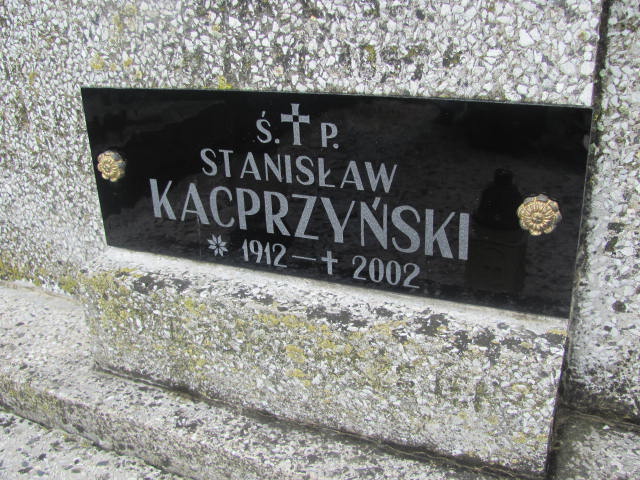 Ś. ✝ P.
STANISŁAW
KACPRZYŃSKI
* 1912 — ✝ 2002